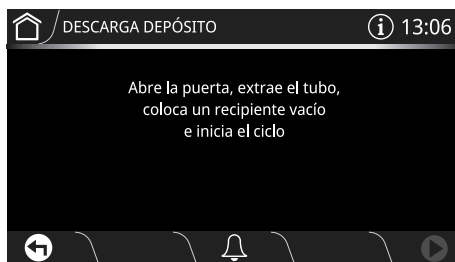 DESCARGA DEPÓSITO
i 13:06
Abre la puerta, extrae el tubo,
coloca un recipiente vacío
e inicia el ciclo